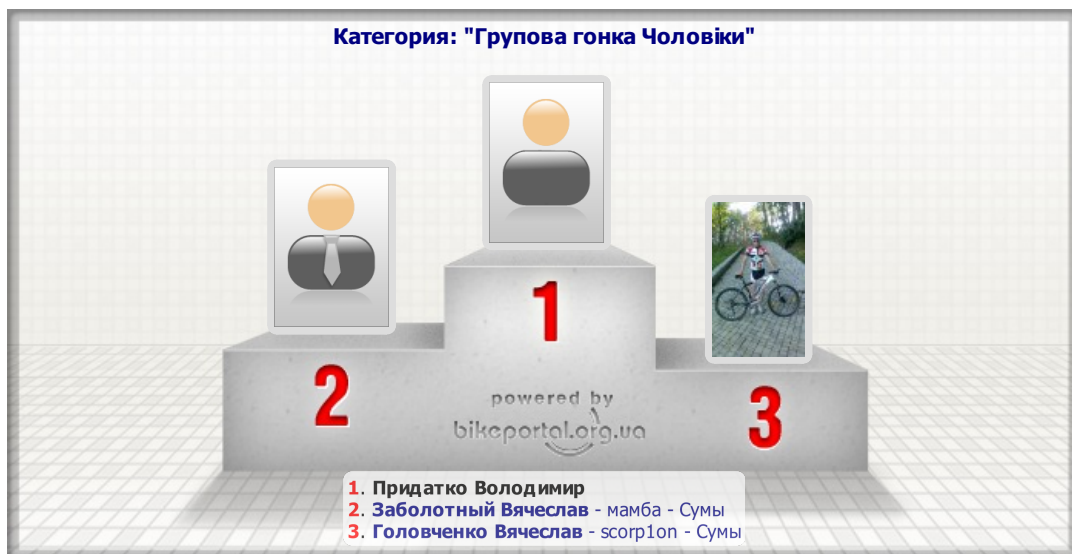 Категория: "Групова гонка Чоловіки"
1
2
3
powered by
bikeportal.org.ua
1. Придатко Володимир
2. Заболотный Вячеслав - мамба - Сумы
3. Головченко Вячеслав - scorp1on - Сумы